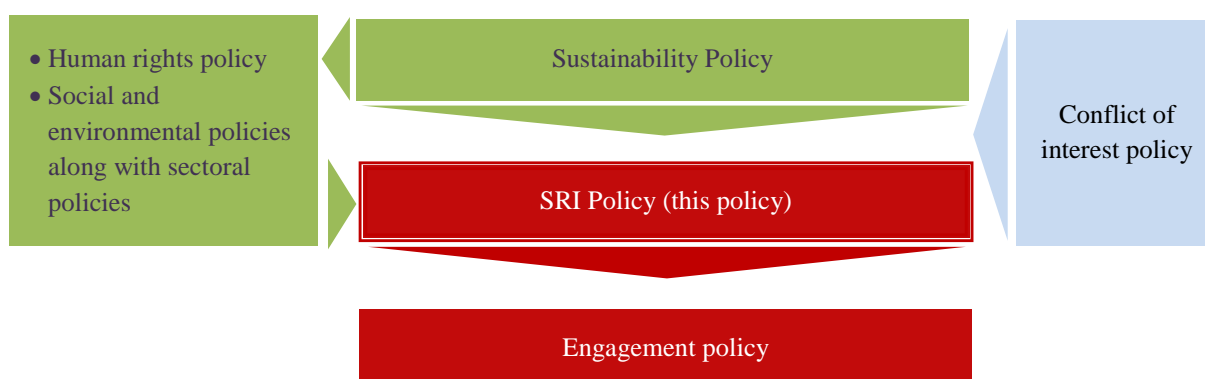 • Human rights policy
• Social and
environmental policies
along with sectoral
policies
Sustainability Policy
SRI Policy (this policy)
Engagement policy
Conflict of
interest policy